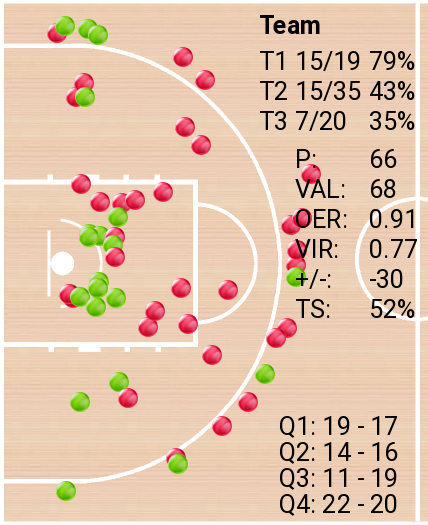 Team
T1 15/19 79%
T2 15/35 43%
T3 7/20 35%
P: 66
VAL: 68
OER: 0.91
VIR: 0.77
+/-: -30
TS: 52%
Q1: 19 - 17
Q2: 14 - 16
Q3: 11 - 19
Q4: 22 - 20